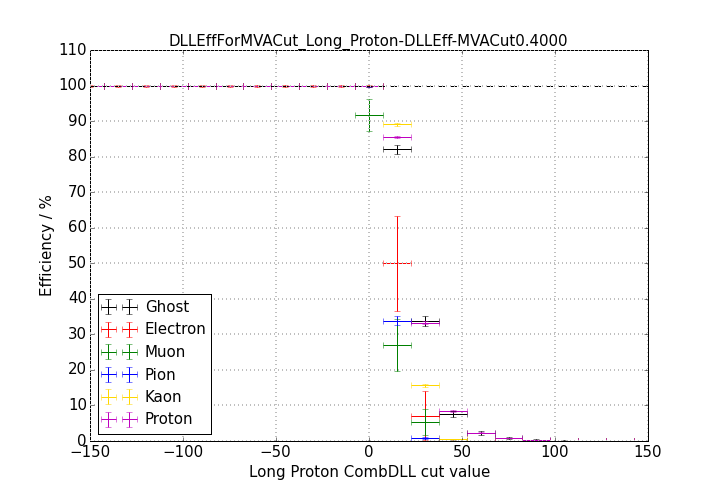 DLLEffForMVACut_Long_Proton-DLLEff-MVACut0.4000
110
100
90
80
70
60
50
40
30
20
10
0
Efficiency / %
Ghost
Electron
Muon
Pion
Kaon
Proton
−150 −100 −50 0 50 100 150
Long Proton CombDLL cut value